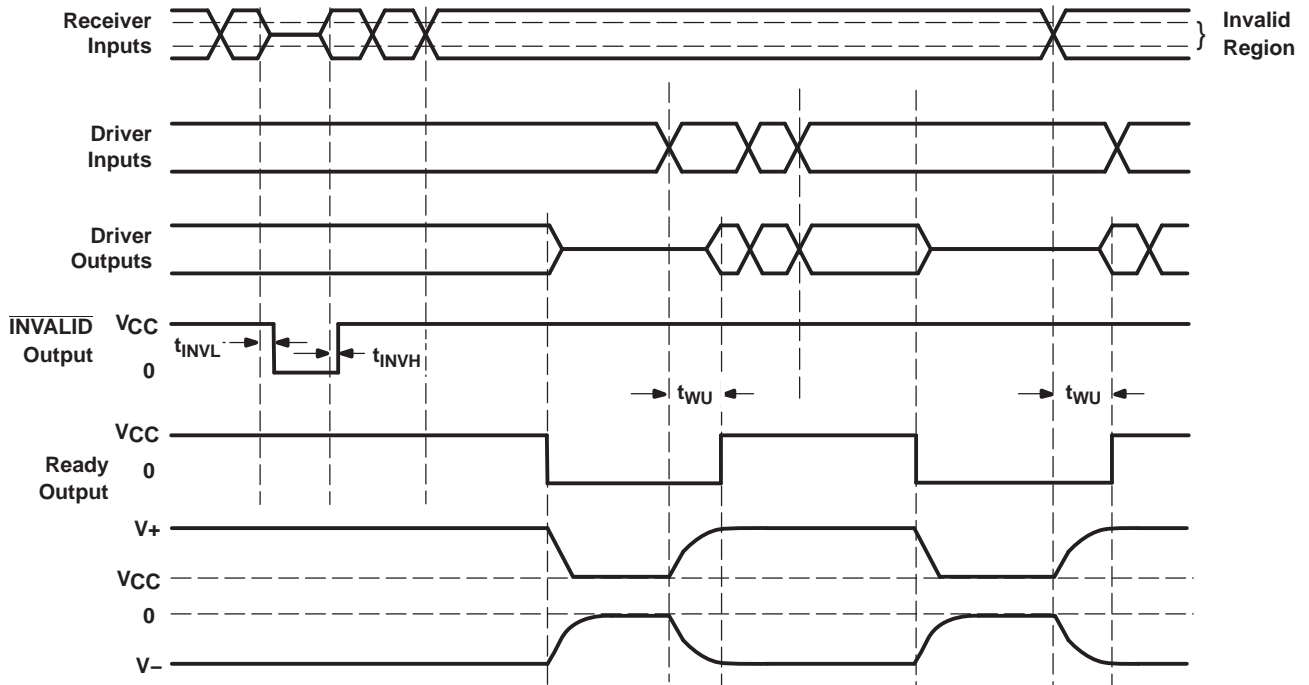 Receiver
Inputs
} Invalid
Region
Driver
Inputs
Driver
Outputs
INVALID
Output
VCC
0
tINVL
tINVH
tWU
tWU
VCC
Ready
Output
0
V+
VCC
0
V−